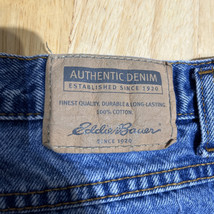 AUTHENTIC DENIM
ESTABLISHED SINCE 1920
FINEST QUALITY, DURABLE & LONG-LASTING
100% COTTON
Eddie Bauer
SINCE 1920